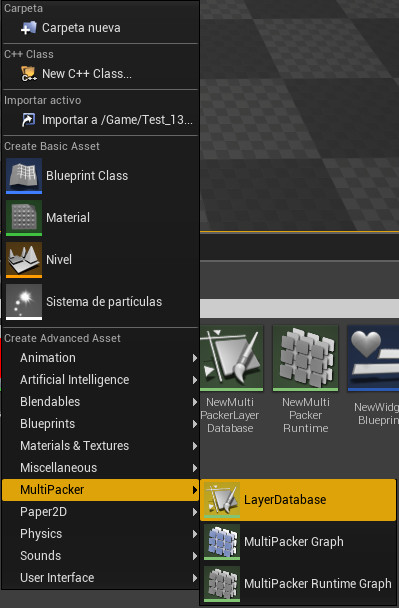 Carpeta
Carpeta nueva
C++ Class
New C++ Class...
Importar activo
Importar a /Game/Test_13...
Create Basic Asset
Blueprint Class
Material
Nivel
Sistema de partículas
Create Advanced Asset
Animation
Artificial Intelligence
Blendables
Blueprints
Materials & Textures
Miscellaneous
MultiPacker
Paper2D
Physics
Sounds
User Interface
NewMulti
PackerLayer
Database
NewMulti
Packer
Runtime
NewWidg
Blueprin
LayerDatabase
MultiPacker Graph
MultiPacker Runtime Graph